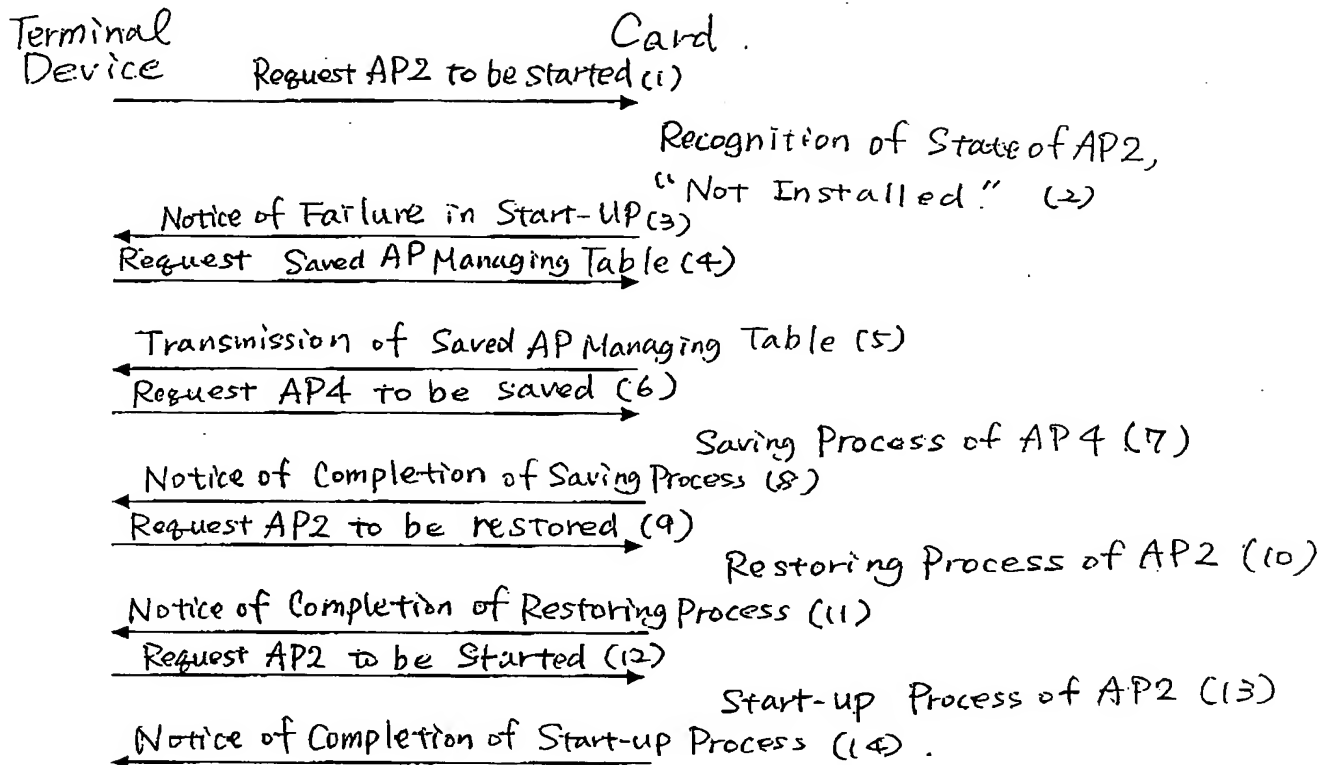 Terminal Device
Card.
Request AP2 to be started (1)
Recognition of State of AP2,
"Not Installed." (2)
Notice of Failure in Start-UP (3)
Request Saved AP Managing Table (4)
Transmission of Saved AP Managing Table (5)
Request AP4 to be saved (6)
Saving Process of AP4 (7)
Notice of Completion of Saving Process (8)
Request AP2 to be restored (9)
Restoring Process of AP2 (10)
Notice of Completion of Restoring Process (11)
Request AP2 to be Started (12)
Start-up Process of AP2 (13)
Notice of Completion of Start-up Process (14).